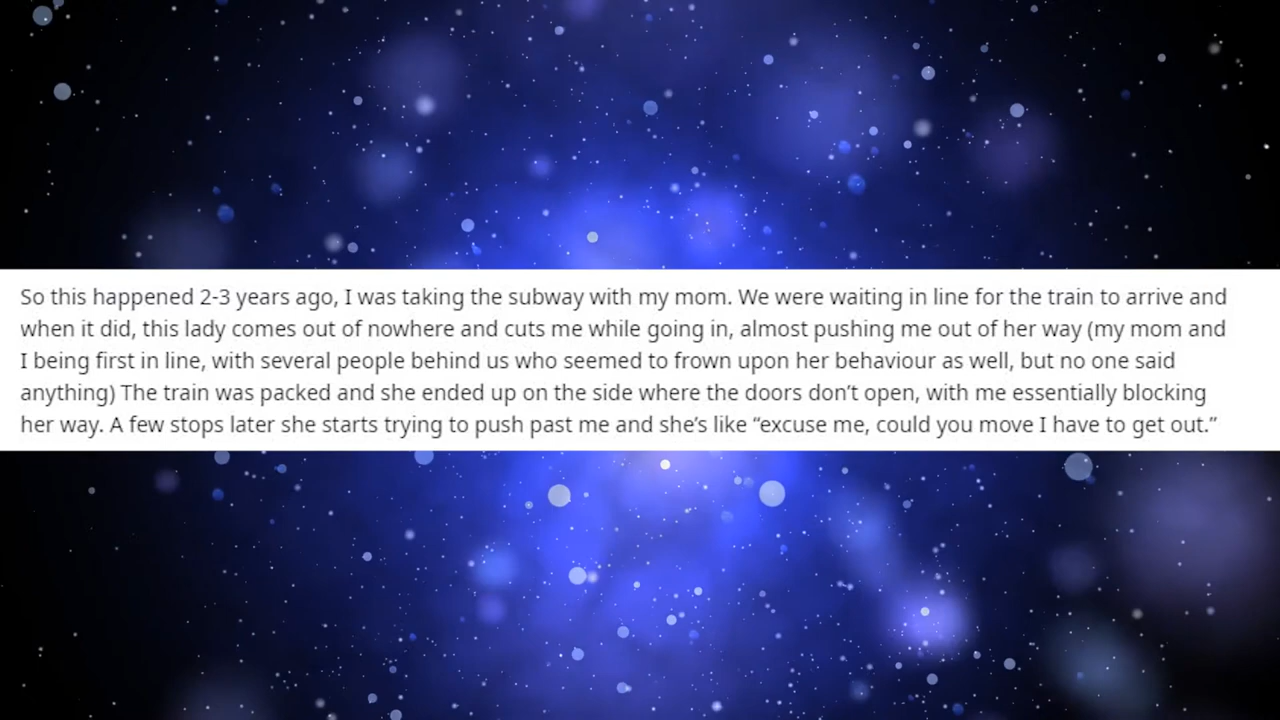 So this happened 2-3 years ago, I was taking the subway with my mom. We were waiting in line for the train to arrive and
when it did, this lady comes out of nowhere and cuts me while going in, almost pushing me out of her way (my mom and
I being first in line, with several people behind us who seemed to frown upon her behaviour as well, but no one said
anything) The train was packed and she ended up on the side where the doors don’t open, with me essentially blocking
her way. A few stops later she starts trying to push past me and she’s like “excuse me, could you move I have to get out.”